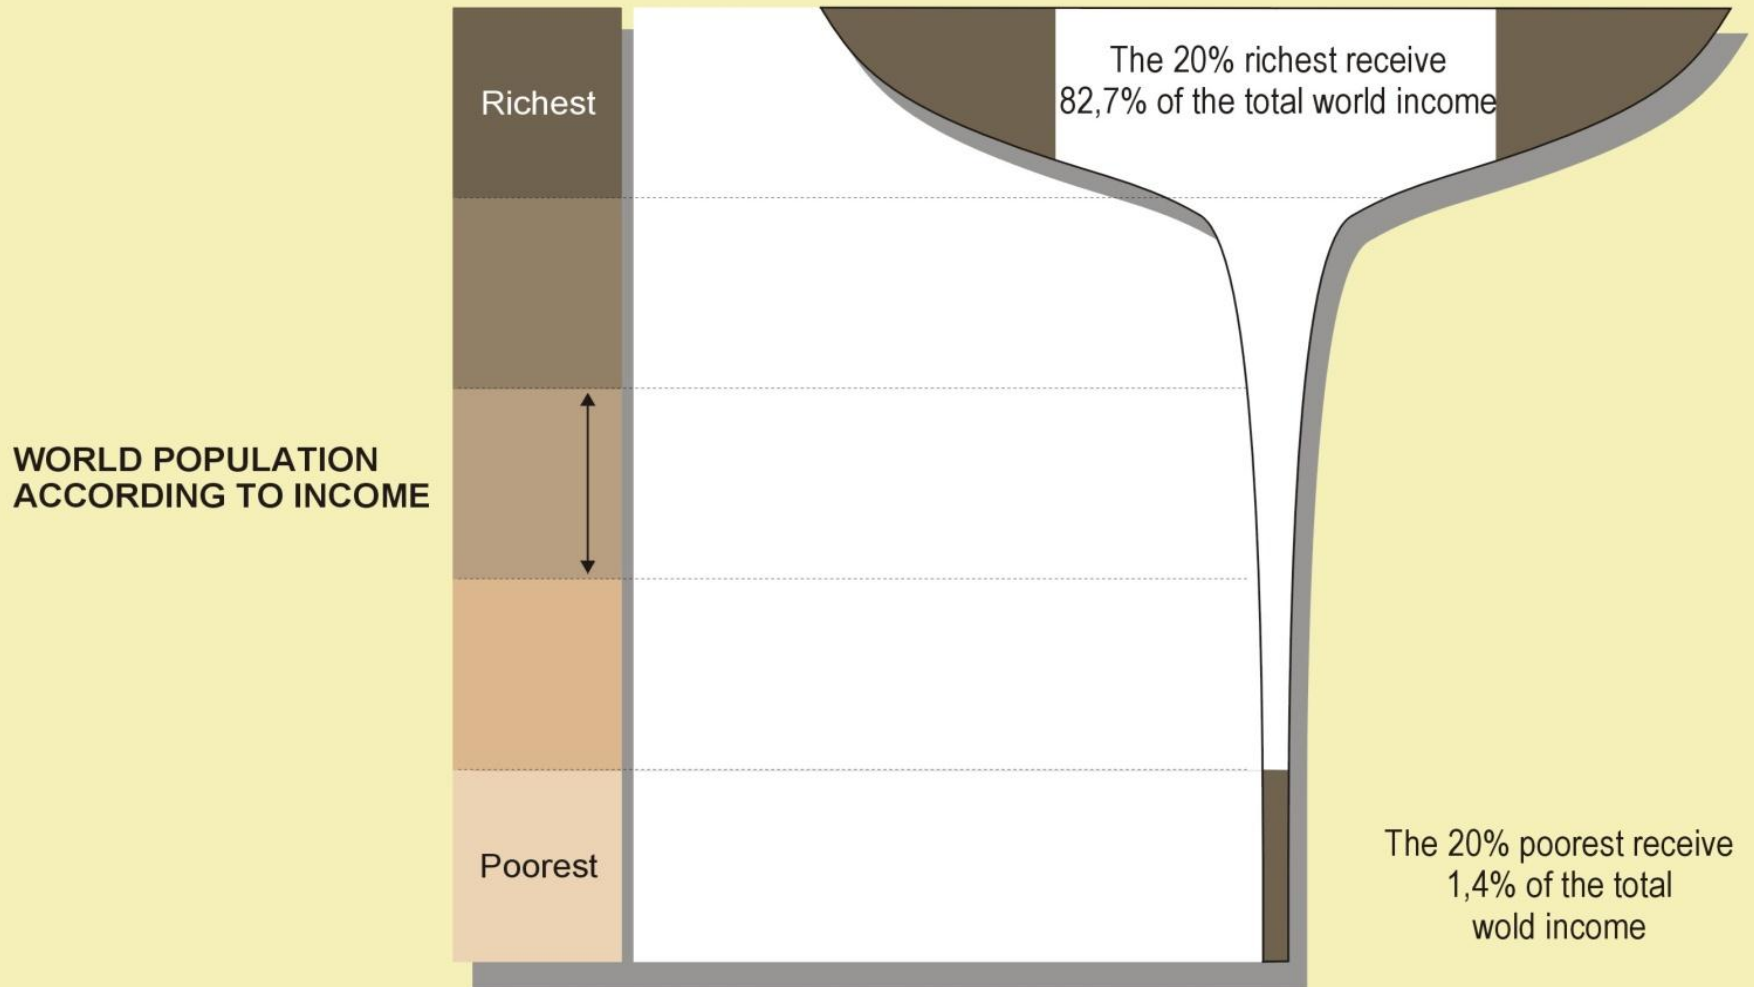 Richest
The 20% richest receive
82,7% of the total world income
WORLD POPULATION
ACCORDING TO INCOME
Poorest
The 20% poorest receive
1,4% of the total
wold income